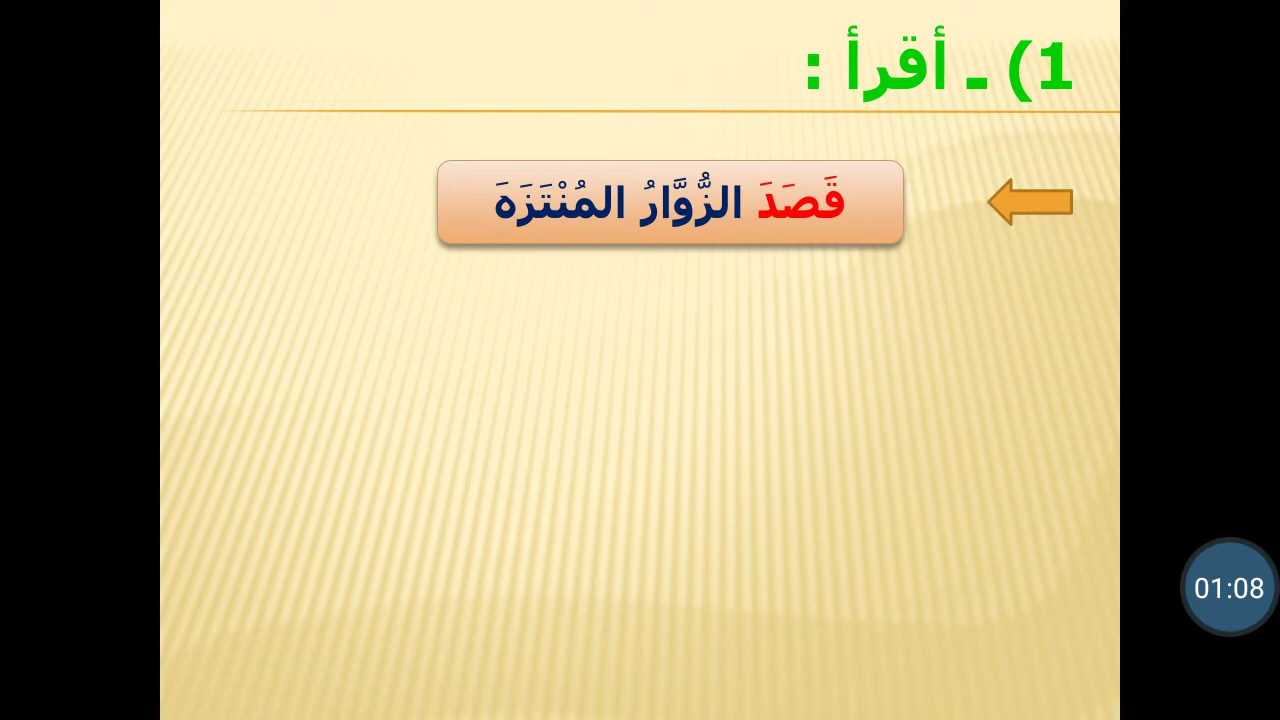 1) ـ أقرأ :
قَصَدَ الزُّوَّارُ المُنْتَزَهَ
01:08